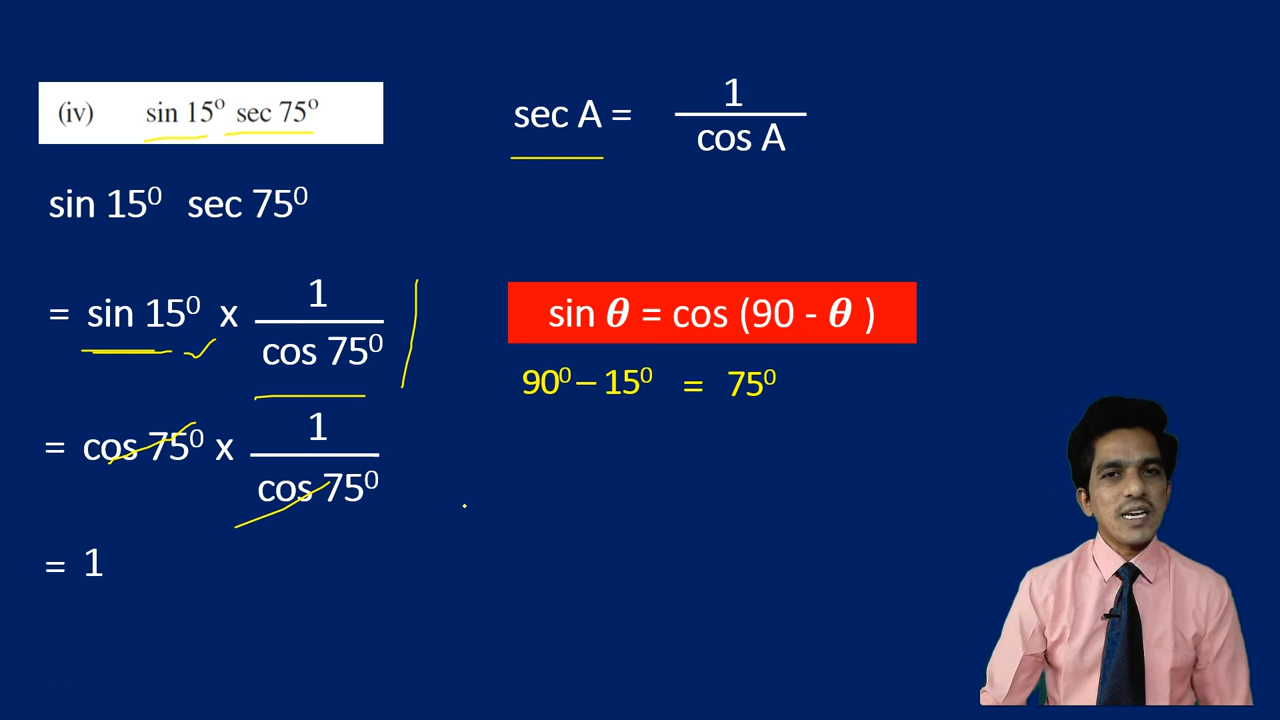 (iv) sin 15° sec 75°
sin 15⁰ sec 75⁰
= sin 15⁰ x 1 / cos 75⁰
= cos 75⁰ x 1 / cos 75⁰
= 1
sec A = 1 / cos A
sin θ = cos (90 - θ )
90⁰ – 15⁰ = 75⁰